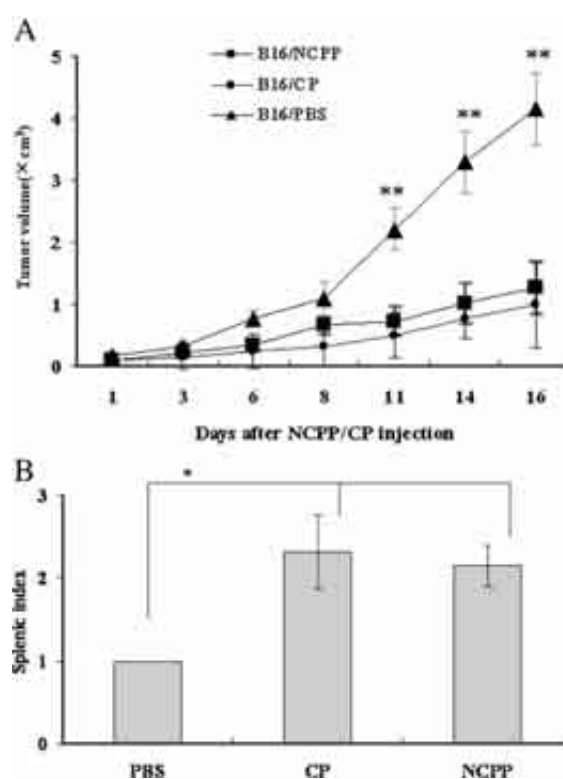 A
B16/NCPP
B16/CP
B16/PBS
**
**
**
5
4
3
2
1
0
Tumor volume(×cm³)
1 3 6 8 11 14 16
Days after NCPP/CP injection
B
*
3
2
1
0
Splenic index
PBS CP NCPP